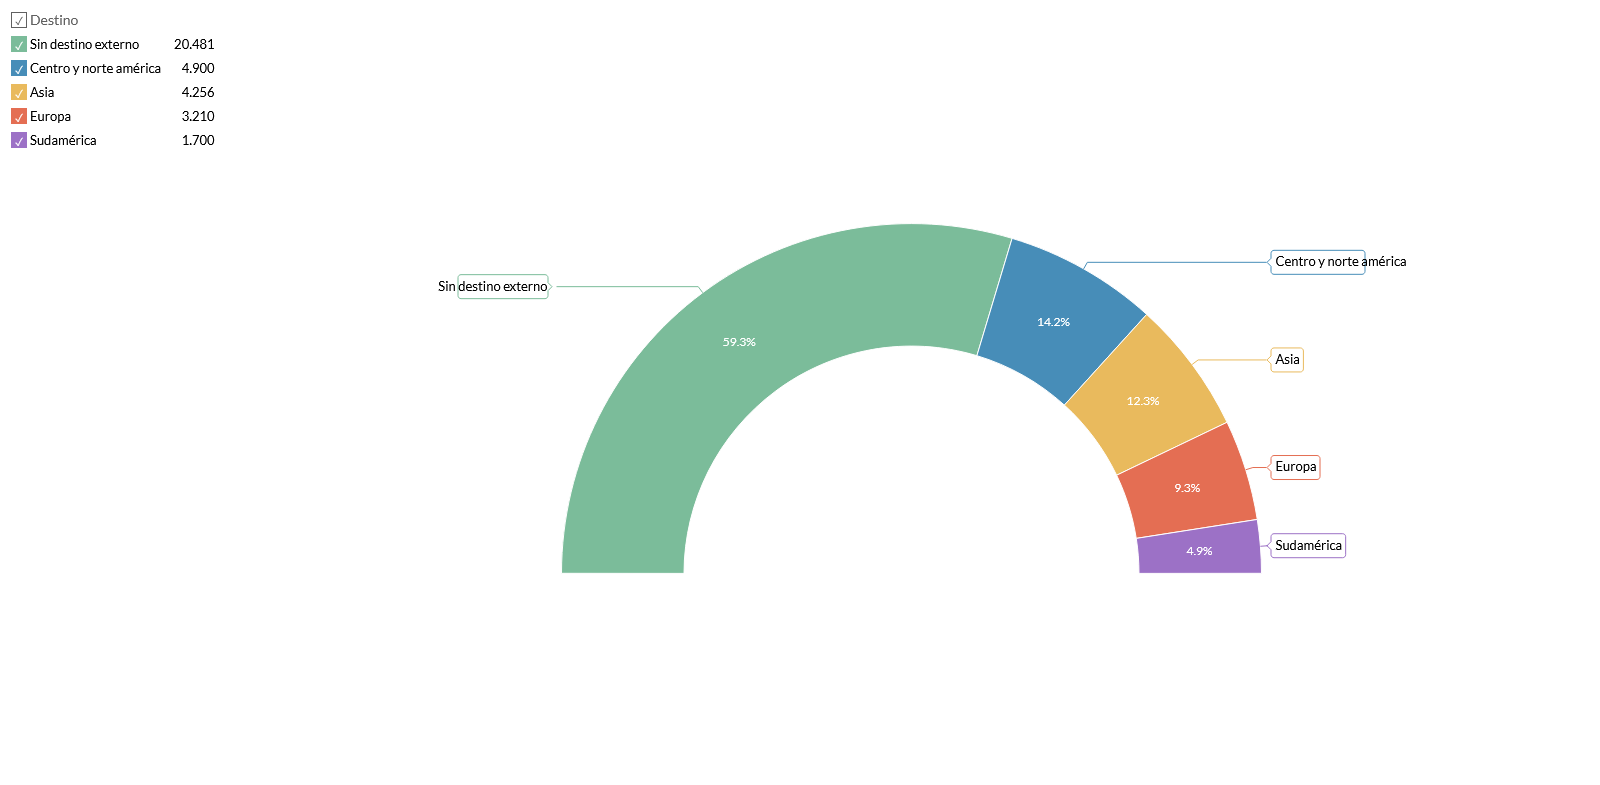 Destino
Sin destino externo 20.481
Centro y norte américa 4.900
Asia 4.256
Europa 3.210
Sudamérica 1.700
Centro y norte américa
Sin destino externo
14.2%
59.3%
Asia
12.3%
Europa
9.3%
Sudamérica
4.9%